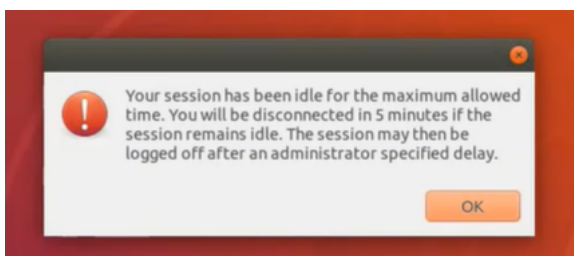 Your session has been idle for the maximum allowed
time. You will be disconnected in 5 minutes if the
session remains idle. The session may then be
logged off after an administrator specified delay.
OK